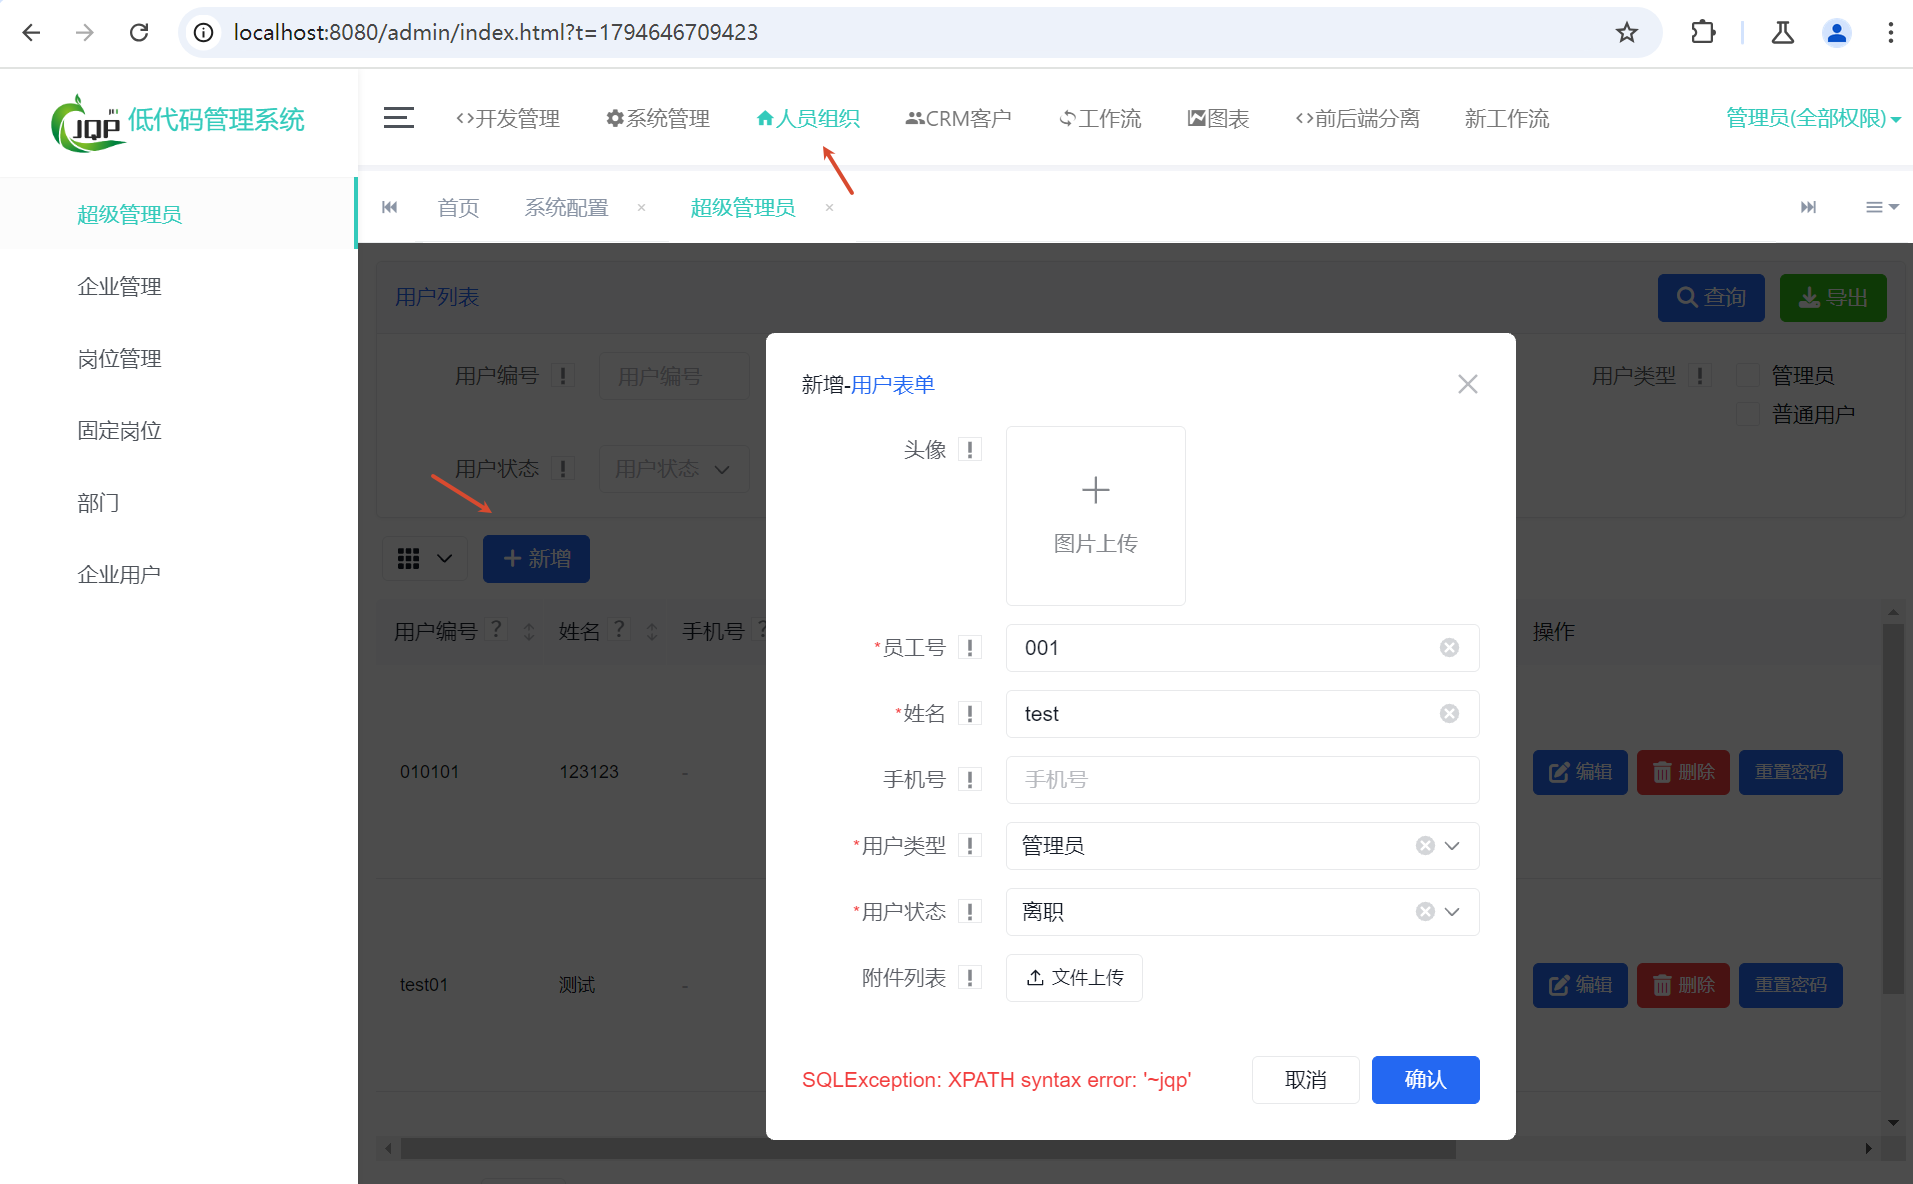 localhost:8080/admin/index.html?t=1794646709423
JQP 低代码管理系统
开发管理 系统管理 人员组织 CRM客户 工作流 图表 前后端分离 新工作流 管理员(全部权限)
首页 系统配置 × 超级管理员 ×
超级管理员
企业管理
岗位管理
固定岗位
部门
企业用户
用户列表 查询 导出
用户编号 ! 用户编号 用户类型 ! 管理员
普通用户
用户状态 ! 用户状态
+ 新增
用户编号 ? 姓名 ? 手机号 ? 操作
010101 123123 - 编辑 删除 重置密码
test01 测试 - 编辑 删除 重置密码
新增-用户表单
头像 !
图片上传
*员工号 ! 001
*姓名 ! test
手机号 ! 手机号
*用户类型 ! 管理员
*用户状态 ! 离职
附件列表 ! 文件上传
SQLException: XPATH syntax error: '~jqp' 取消 确认